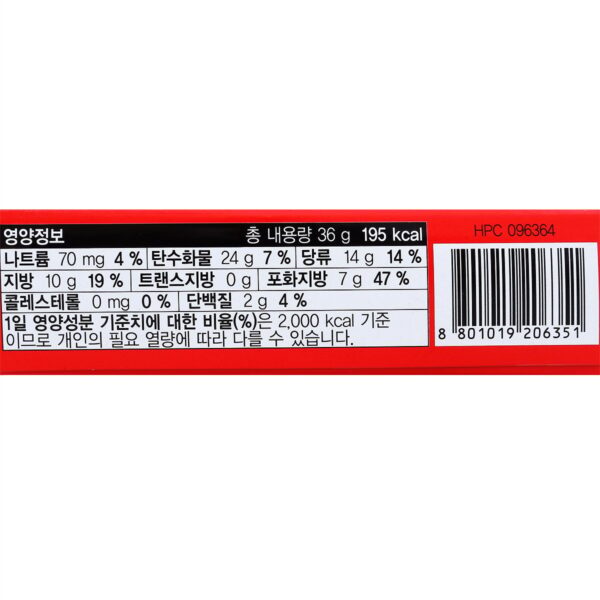 영양정보 총 내용량 36 g 195 kcal
나트륨 70 mg 4 % 탄수화물 24 g 7 % 당류 14 g 14 %
지방 10 g 19 % 트랜스지방 0 g 포화지방 7 g 47 %
콜레스테롤 0 mg 0 % 단백질 2 g 4 %
1일 영양성분 기준치에 대한 비율(%)은 2,000 kcal 기준
이므로 개인의 필요 열량에 따라 다를 수 있습니다.
HPC 096364
8 801019 206351